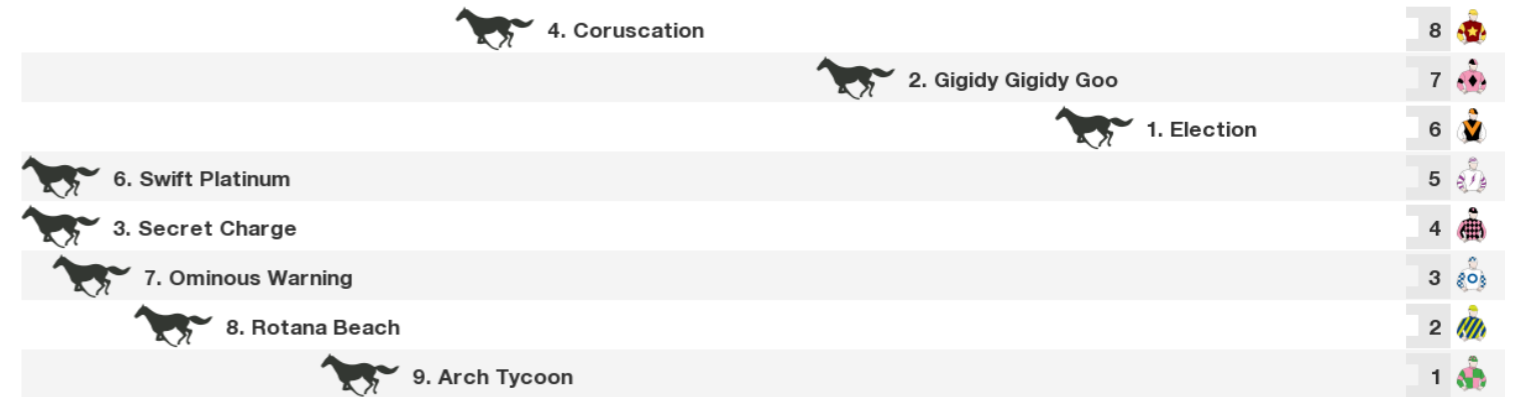 4. Coruscation 8
2. Gigidy Gigidy Goo 7
1. Election 6
6. Swift Platinum 5
3. Secret Charge 4
7. Ominous Warning 3
8. Rotana Beach 2
9. Arch Tycoon 1